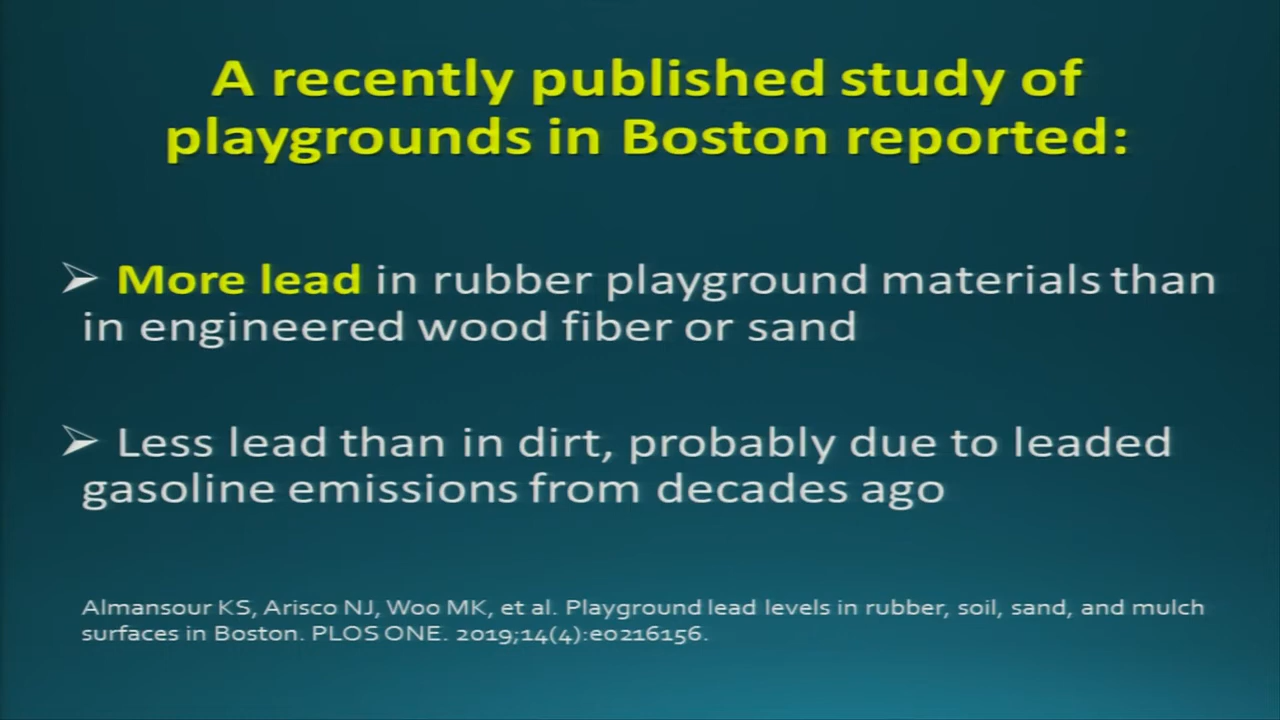 A recently published study of
playgrounds in Boston reported:
➢ More lead in rubber playground materials than
in engineered wood fiber or sand
➢ Less lead than in dirt, probably due to leaded
gasoline emissions from decades ago
Almansour KS, Arisco NJ, Woo MK, et al. Playground lead levels in rubber, soil, sand, and mulch
surfaces in Boston. PLOS ONE. 2019;14(4):e0216156.